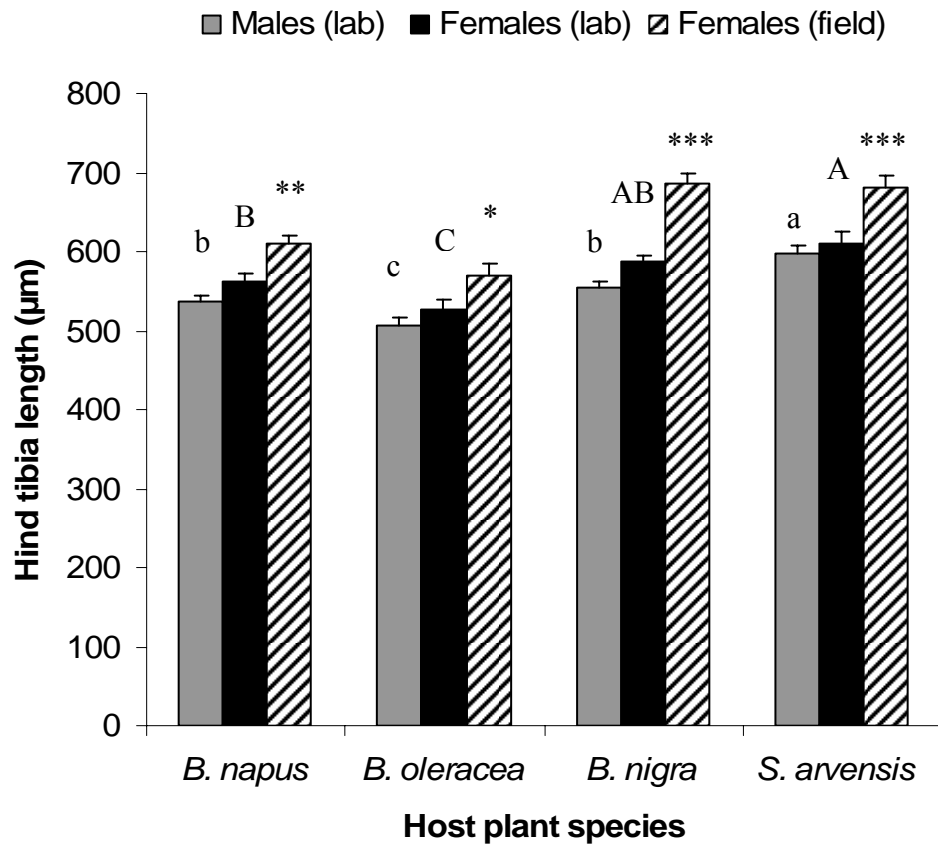 Males (lab) Females (lab) Females (field)
Hind tibia length (µm)
800
700
600
500
400
300
200
100
0
b B **
c C *
b AB ***
a A ***
B. napus B. oleracea B. nigra S. arvensis
Host plant species